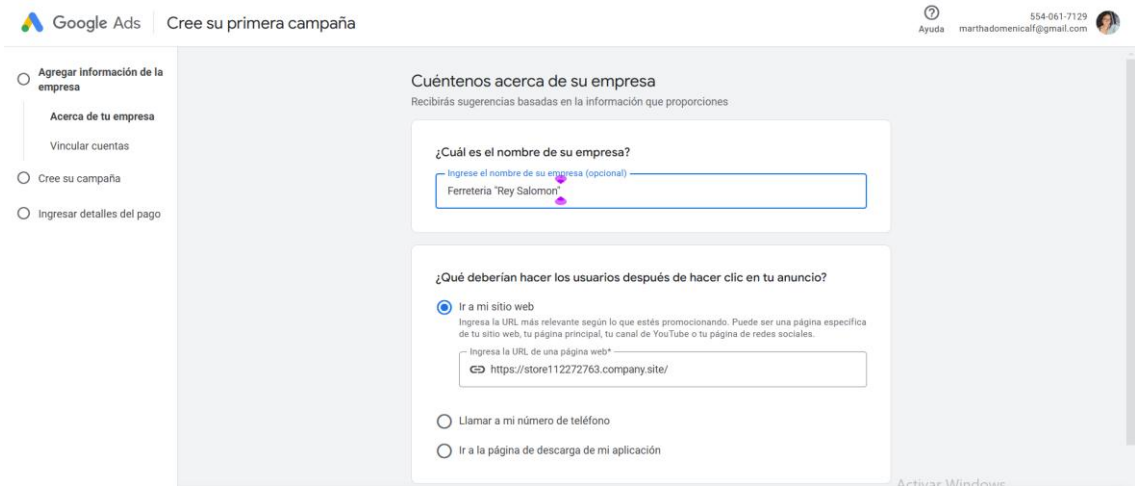 Google Ads
Cree su primera campaña
Ayuda
554-061-7129
marthadomenicalf@gmail.com
Agregar información de la
empresa
Acerca de tu empresa
Vincular cuentas
Cree su campaña
Ingresar detalles del pago
Cuéntenos acerca de su empresa
Recibirás sugerencias basadas en la información que proporciones
¿Cuál es el nombre de su empresa?
Ingrese el nombre de su empresa (opcional)
Ferreteria "Rey Salomon"
¿Qué deberían hacer los usuarios después de hacer clic en tu anuncio?
Ir a mi sitio web
Ingresa la URL más relevante según lo que estés promocionando. Puede ser una página específica
de tu sitio web, tu página principal, tu canal de YouTube o tu página de redes sociales.
Ingresa la URL de una página web*
https://store112272763.company.site/
Llamar a mi número de teléfono
Ir a la página de descarga de mi aplicación
Activar Windows